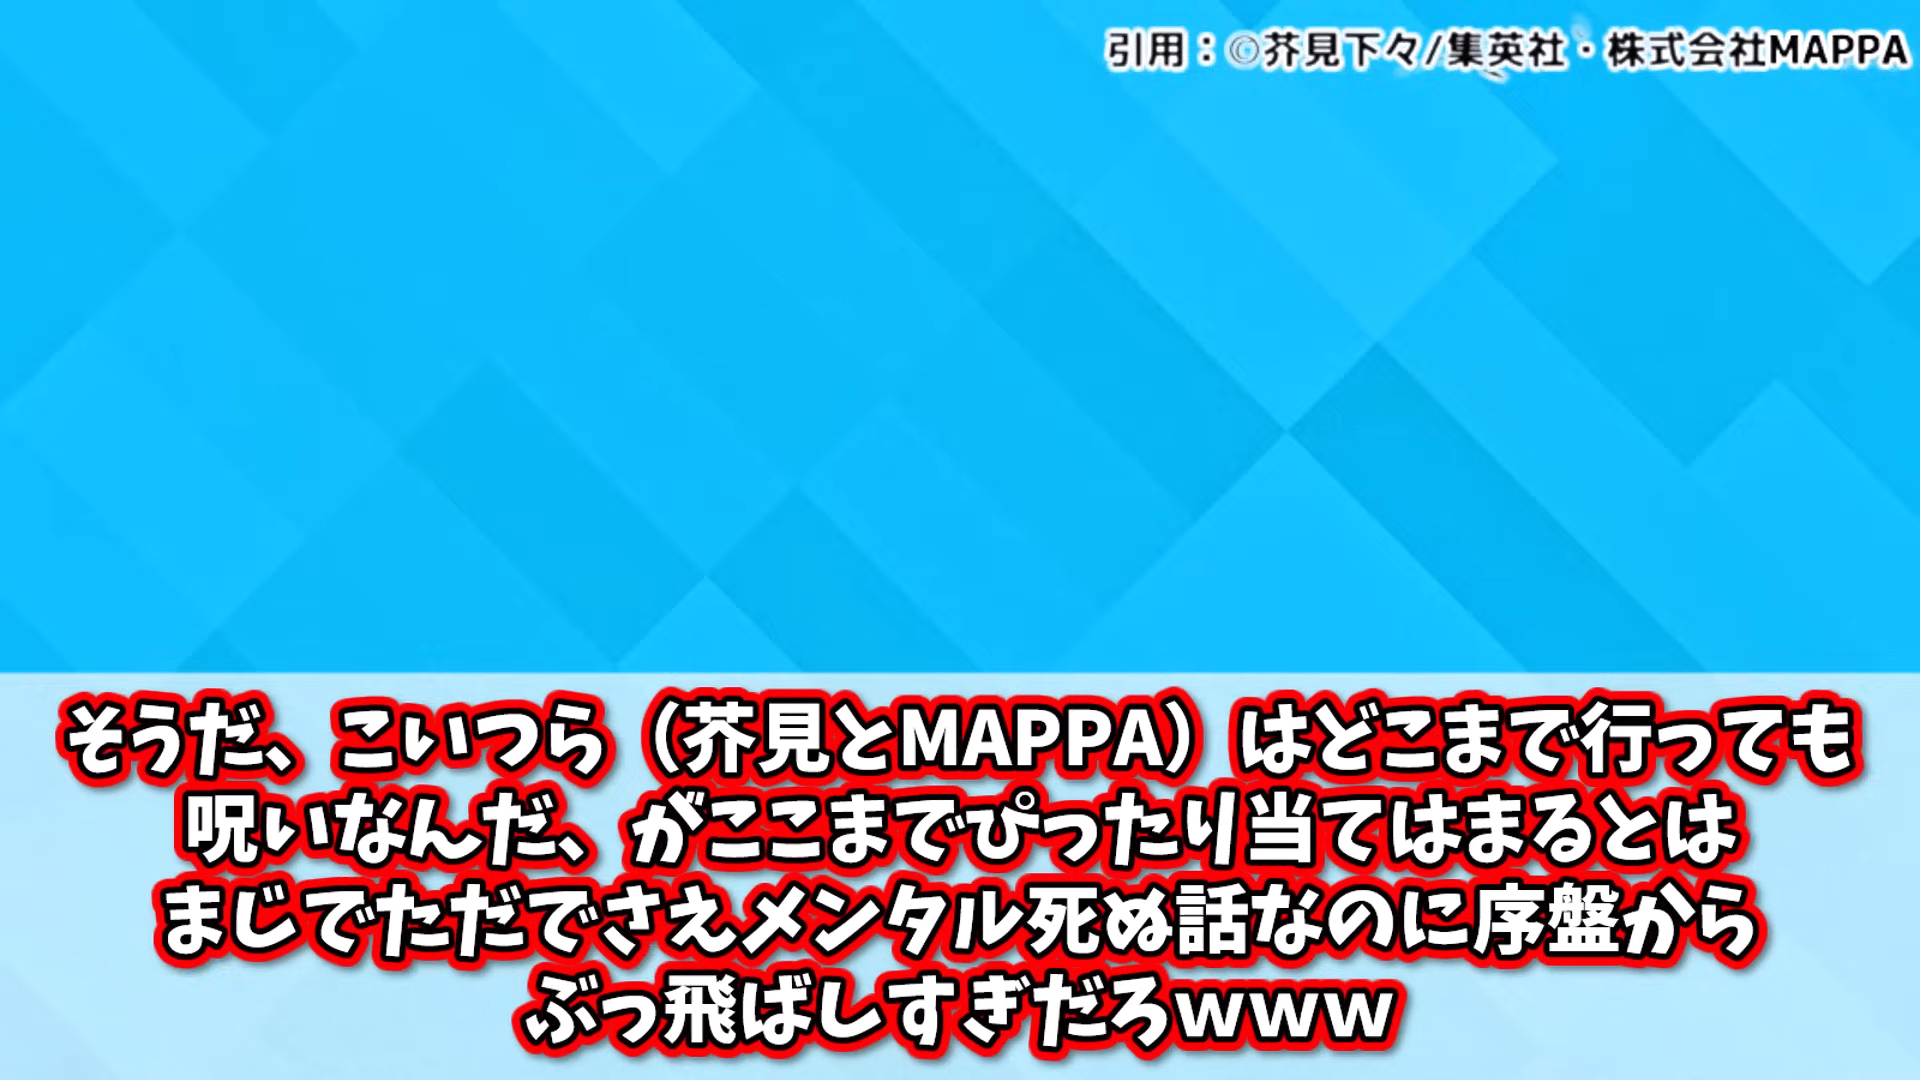 引用：©芥見下々/集英社・株式会社MAPPA
そうだ、こいつら（芥見とMAPPA）はどこまで行っても
呪いなんだ、がここまでぴったり当てはまるとは
まじでただでさえメンタル死ぬ話なのに序盤から
ぶっ飛ばしすぎだろwww